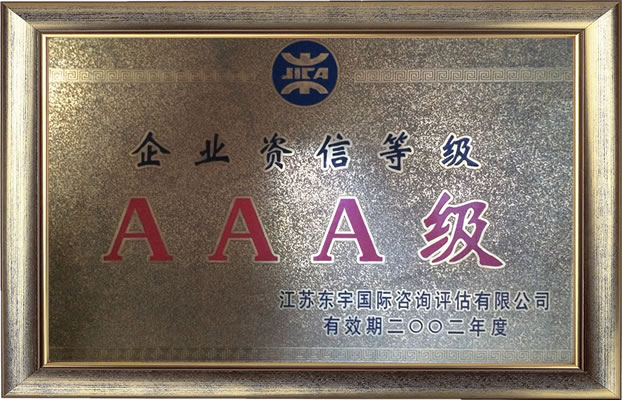 JICA
企业资信等级
AAA级
江苏东宇国际咨询评估有限公司
有效期二〇〇二年度